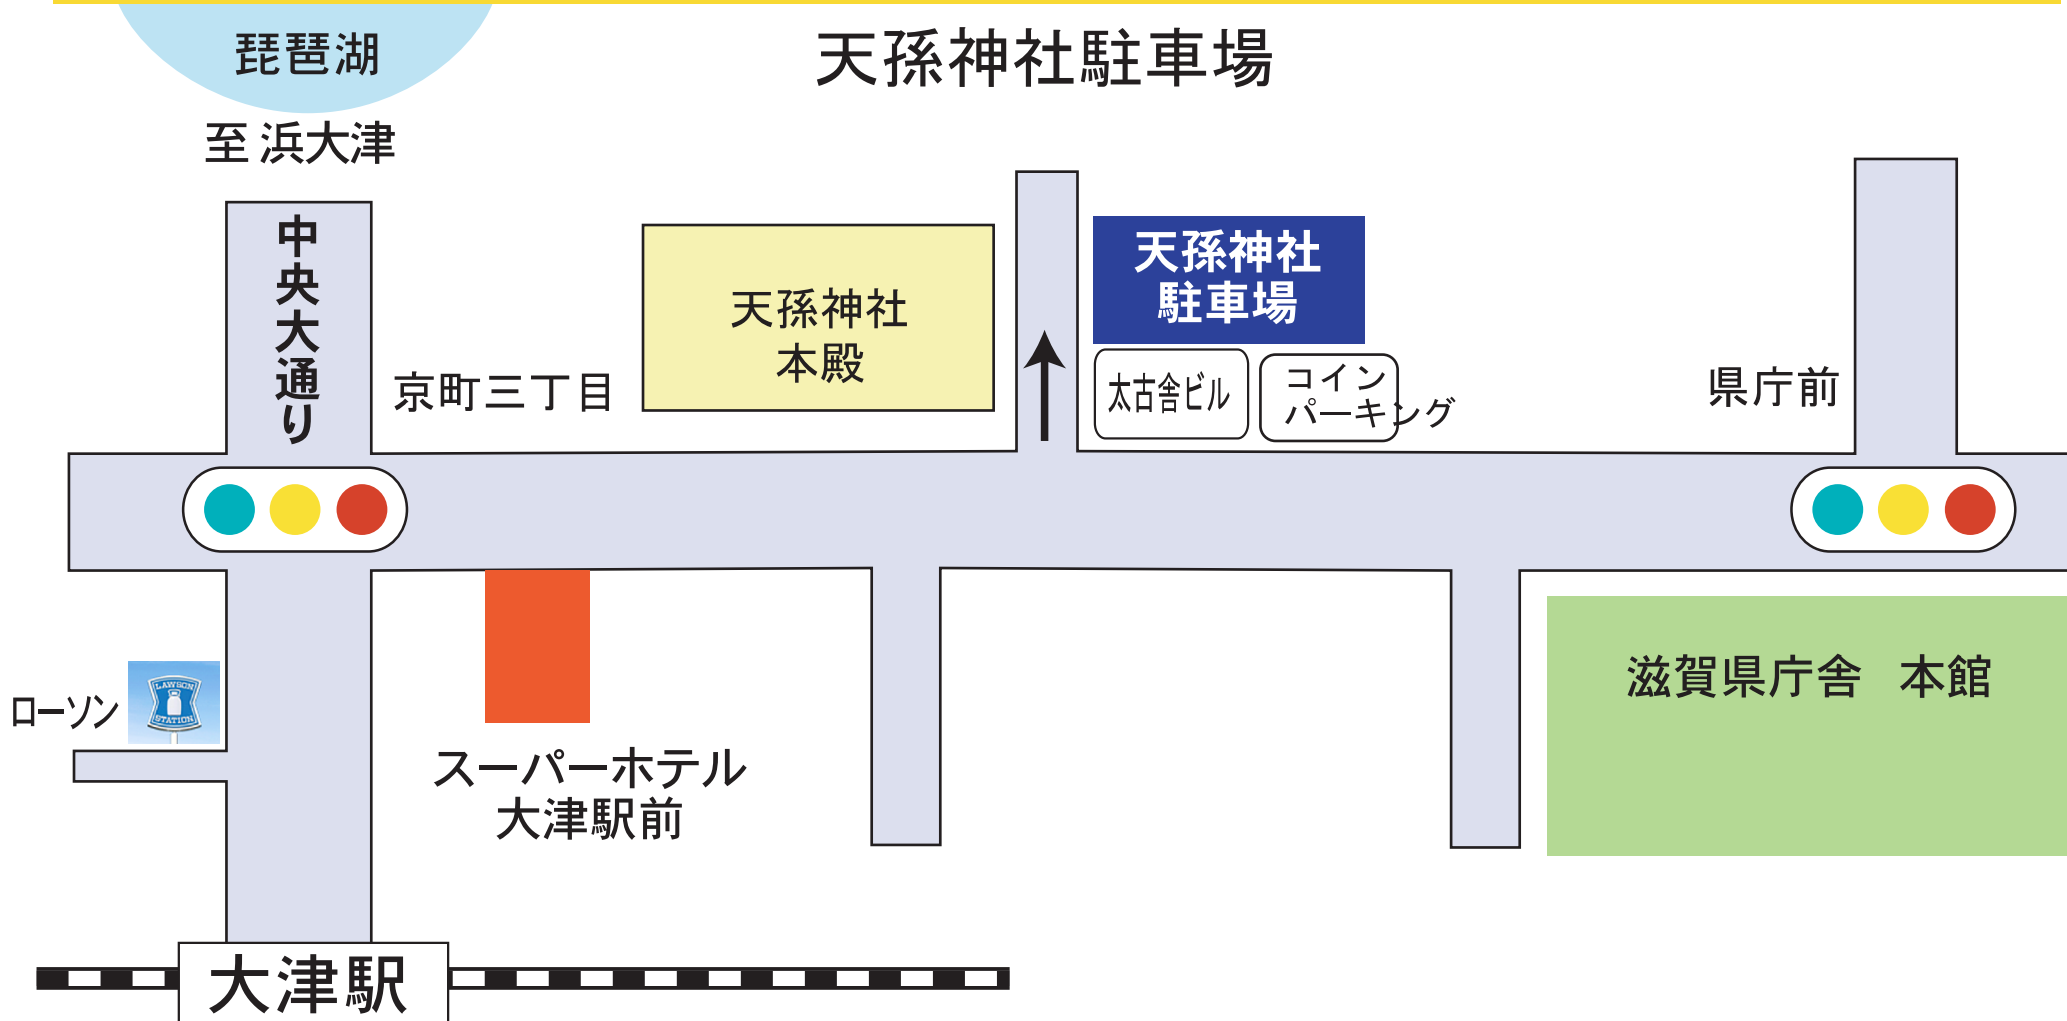 琵琶湖
天孫神社駐車場
至 浜大津
中央大通り
天孫神社
駐車場
天孫神社
本殿
京町三丁目
太古舎ビル
コイン
パーキング
県庁前
ローソン
LAWSON
STATION
滋賀県庁舎 本館
スーパーホテル
大津駅前
大津駅